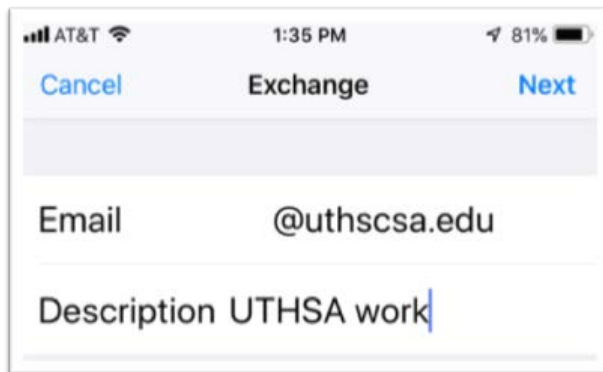 AT&T 1:35 PM 81%
Cancel Exchange Next
Email @uthscsa.edu
Description UTHSA work